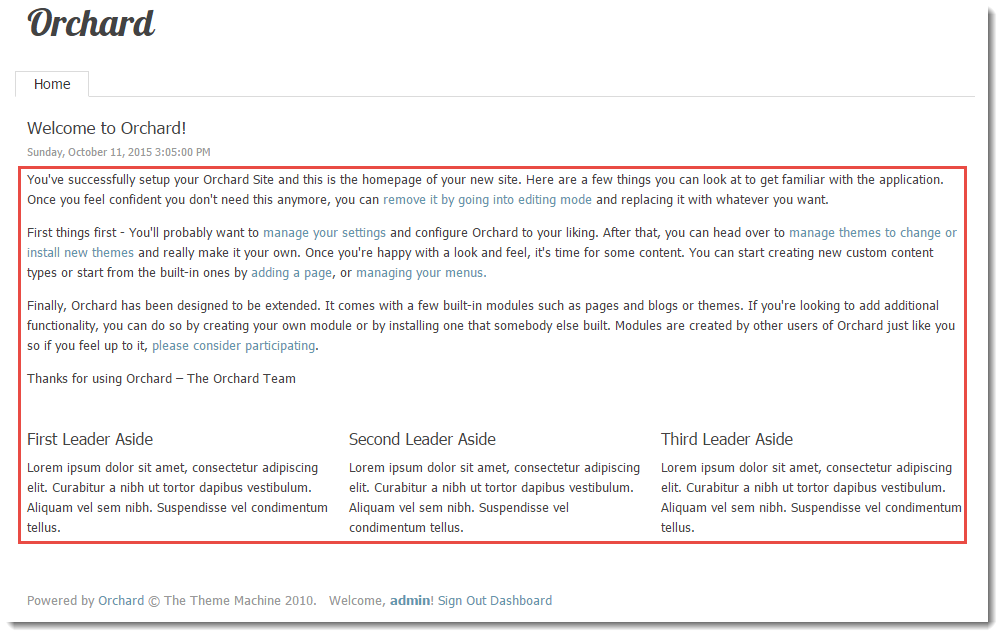 Orchard
Home
Welcome to Orchard!
Sunday, October 11, 2015 3:05:00 PM
You've successfully setup your Orchard Site and this is the homepage of your new site. Here are a few things you can look at to get familiar with the application.
Once you feel confident you don't need this anymore, you can remove it by going into editing mode and replacing it with whatever you want.
First things first - You'll probably want to manage your settings and configure Orchard to your liking. After that, you can head over to manage themes to change or
install new themes and really make it your own. Once you're happy with a look and feel, it's time for some content. You can start creating new custom content
types or start from the built-in ones by adding a page, or managing your menus.
Finally, Orchard has been designed to be extended. It comes with a few built-in modules such as pages and blogs or themes. If you're looking to add additional
functionality, you can do so by creating your own module or by installing one that somebody else built. Modules are created by other users of Orchard just like you
so if you feel up to it, please consider participating.
Thanks for using Orchard – The Orchard Team
First Leader Aside
Lorem ipsum dolor sit amet, consectetur adipiscing
elit. Curabitur a nibh ut tortor dapibus vestibulum.
Aliquam vel sem nibh. Suspendisse vel condimentum
tellus.
Second Leader Aside
Lorem ipsum dolor sit amet, consectetur adipiscing
elit. Curabitur a nibh ut tortor dapibus vestibulum.
Aliquam vel sem nibh. Suspendisse vel
condimentum tellus.
Third Leader Aside
Lorem ipsum dolor sit amet, consectetur adipiscing
elit. Curabitur a nibh ut tortor dapibus vestibulum.
Aliquam vel sem nibh. Suspendisse vel condimentum
tellus.
Powered by Orchard © The Theme Machine 2010. Welcome, admin! Sign Out Dashboard